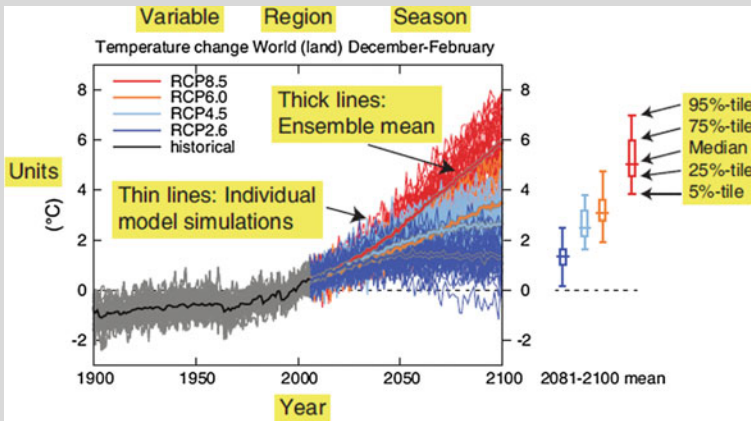 Variable Region Season
Temperature change World (land) December-February
8
6
4
2
0
-2
Units
(°C)
RCP8.5
RCP6.0
RCP4.5
RCP2.6
historical
Thick lines:
Ensemble mean
Thin lines: Individual
model simulations
8
6
4
2
0
-2
95%-tile
75%-tile
Median
25%-tile
5%-tile
1900 1950 2000 2050 2100
2081-2100 mean
Year